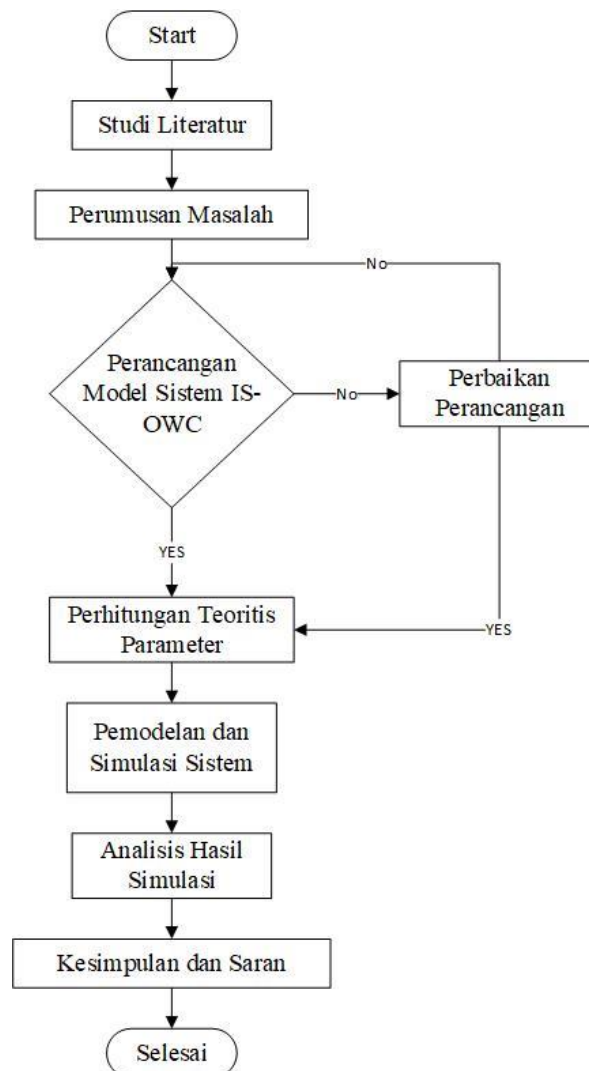 Start
Studi Literatur
Perumusan Masalah
No
Perancangan
Model Sistem IS-
OWC
No
Perbaikan
Perancangan
YES
Perhitungan Teoritis
Parameter
YES
Pemodelan dan
Simulasi Sistem
Analisis Hasil
Simulasi
Kesimpulan dan Saran
Selesai